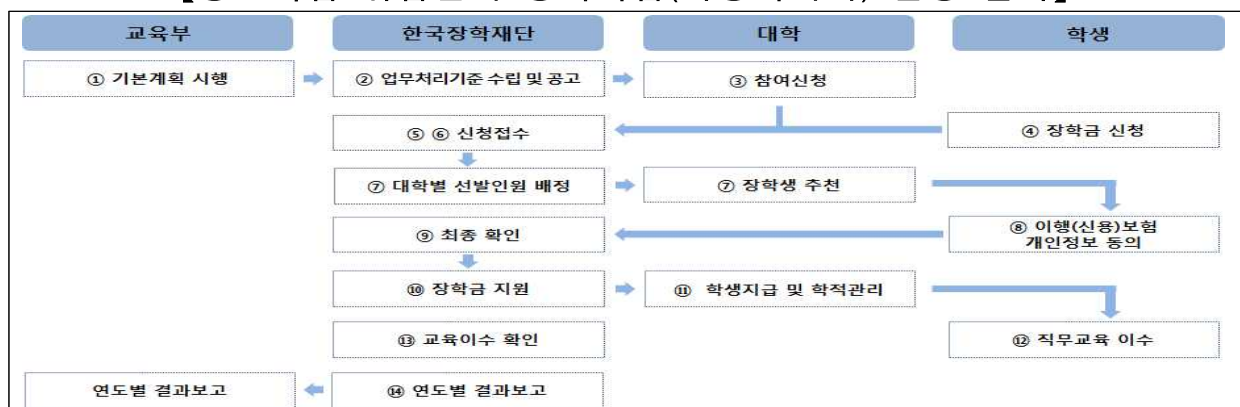 교육부 한국장학재단 대학 학생
① 기본계획 시행 ② 업무처리기준 수립 및 공고 ③ 참여신청
⑤ ⑥ 신청접수 ④ 장학금 신청
⑦ 대학별 선발인원 배정 ⑦ 장학생 추천
⑨ 최종 확인 ⑧ 이행(신용)보험
개인정보 동의
⑩ 장학금 지원 ⑪ 학생지급 및 학적관리
⑬ 교육이수 확인 ⑫ 직무교육 이수
연도별 결과보고 ⑭ 연도별 결과보고